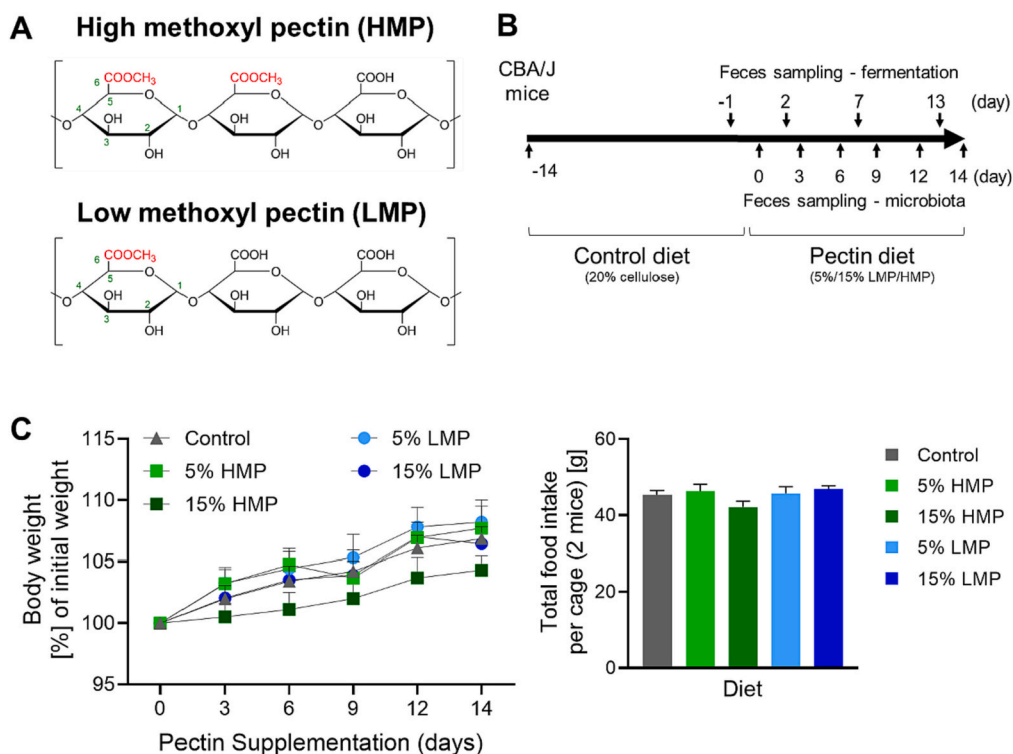 A
High methoxyl pectin (HMP)
COOCH3 COOCH3 COOH
6 5 4 3 2 1
O O O O O O O
OH OH OH
OH OH OH
Low methoxyl pectin (LMP)
COOCH3 COOH COOH
6 5 4 3 2 1
O O O O O O O
OH OH OH
OH OH OH
B
CBA/J
mice
Feces sampling - fermentation
-1 2 7 13 (day)
-14
0 3 6 9 12 14 (day)
Feces sampling - microbiota
Control diet
(20% cellulose)
Pectin diet
(5%/15% LMP/HMP)
C
Body weight
[%] of initial weight
115
110
105
100
95
Control
5% HMP
15% HMP
5% LMP
15% LMP
0 3 6 9 12 14
Pectin Supplementation (days)
Total food intake
per cage (2 mice) [g]
60
40
20
0
Diet
Control
5% HMP
15% HMP
5% LMP
15% LMP